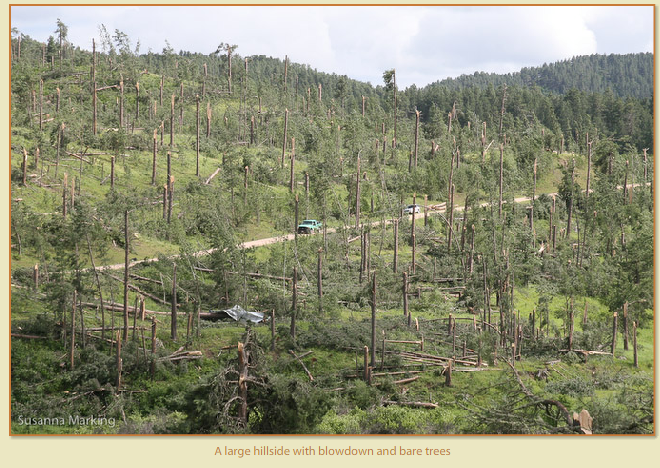 Susanna Marking
A large hillside with blowdown and bare trees